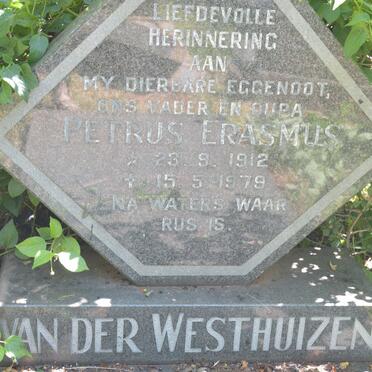 LIEFDEVOLLE
HERINNERING
AAN
MY DIERBARE EGGENOOT,
ONS VADER EN OUPA
PETRUS ERASMUS
☆ 23.9.1912
✝ 15.5.1979
NA WATERS WAAR
RUS IS.
VAN DER WESTHUIZEN